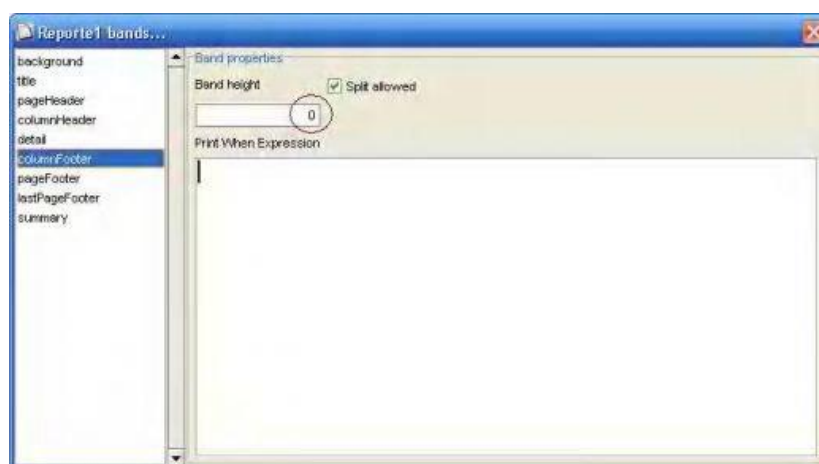 Reporte1 bands...
background
title
pageHeader
columnHeader
detail
columnFooter
pageFooter
lastPageFooter
summary
Band properties
Band height
Split allowed
0
Print When Expression